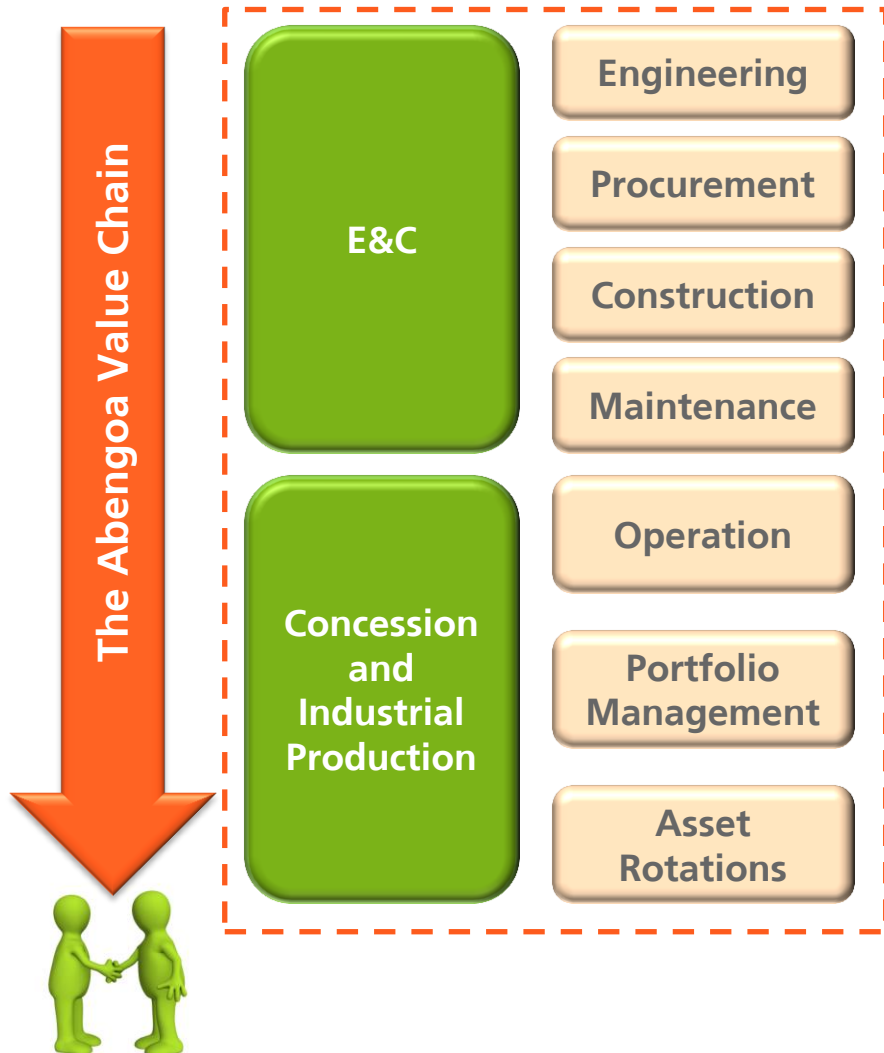 The Abengoa Value Chain
E&C
Engineering
Procurement
Construction
Maintenance
Concession
and
Industrial
Production
Operation
Portfolio
Management
Asset
Rotations